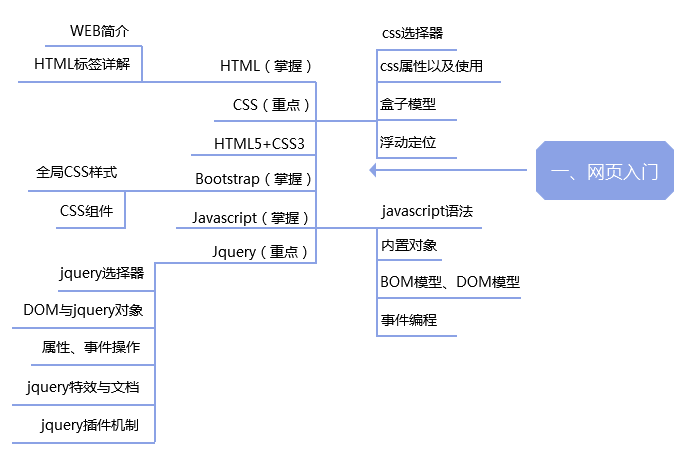 一、网页入门
HTML（掌握）
WEB简介
HTML标签详解
CSS（重点）
css选择器
css属性以及使用
盒子模型
浮动定位
HTML5+CSS3
Bootstrap（掌握）
全局CSS样式
CSS组件
Javascript（掌握）
javascript语法
内置对象
BOM模型、DOM模型
事件编程
Jquery（重点）
jquery选择器
DOM与jquery对象
属性、事件操作
jquery特效与文档
jquery插件机制